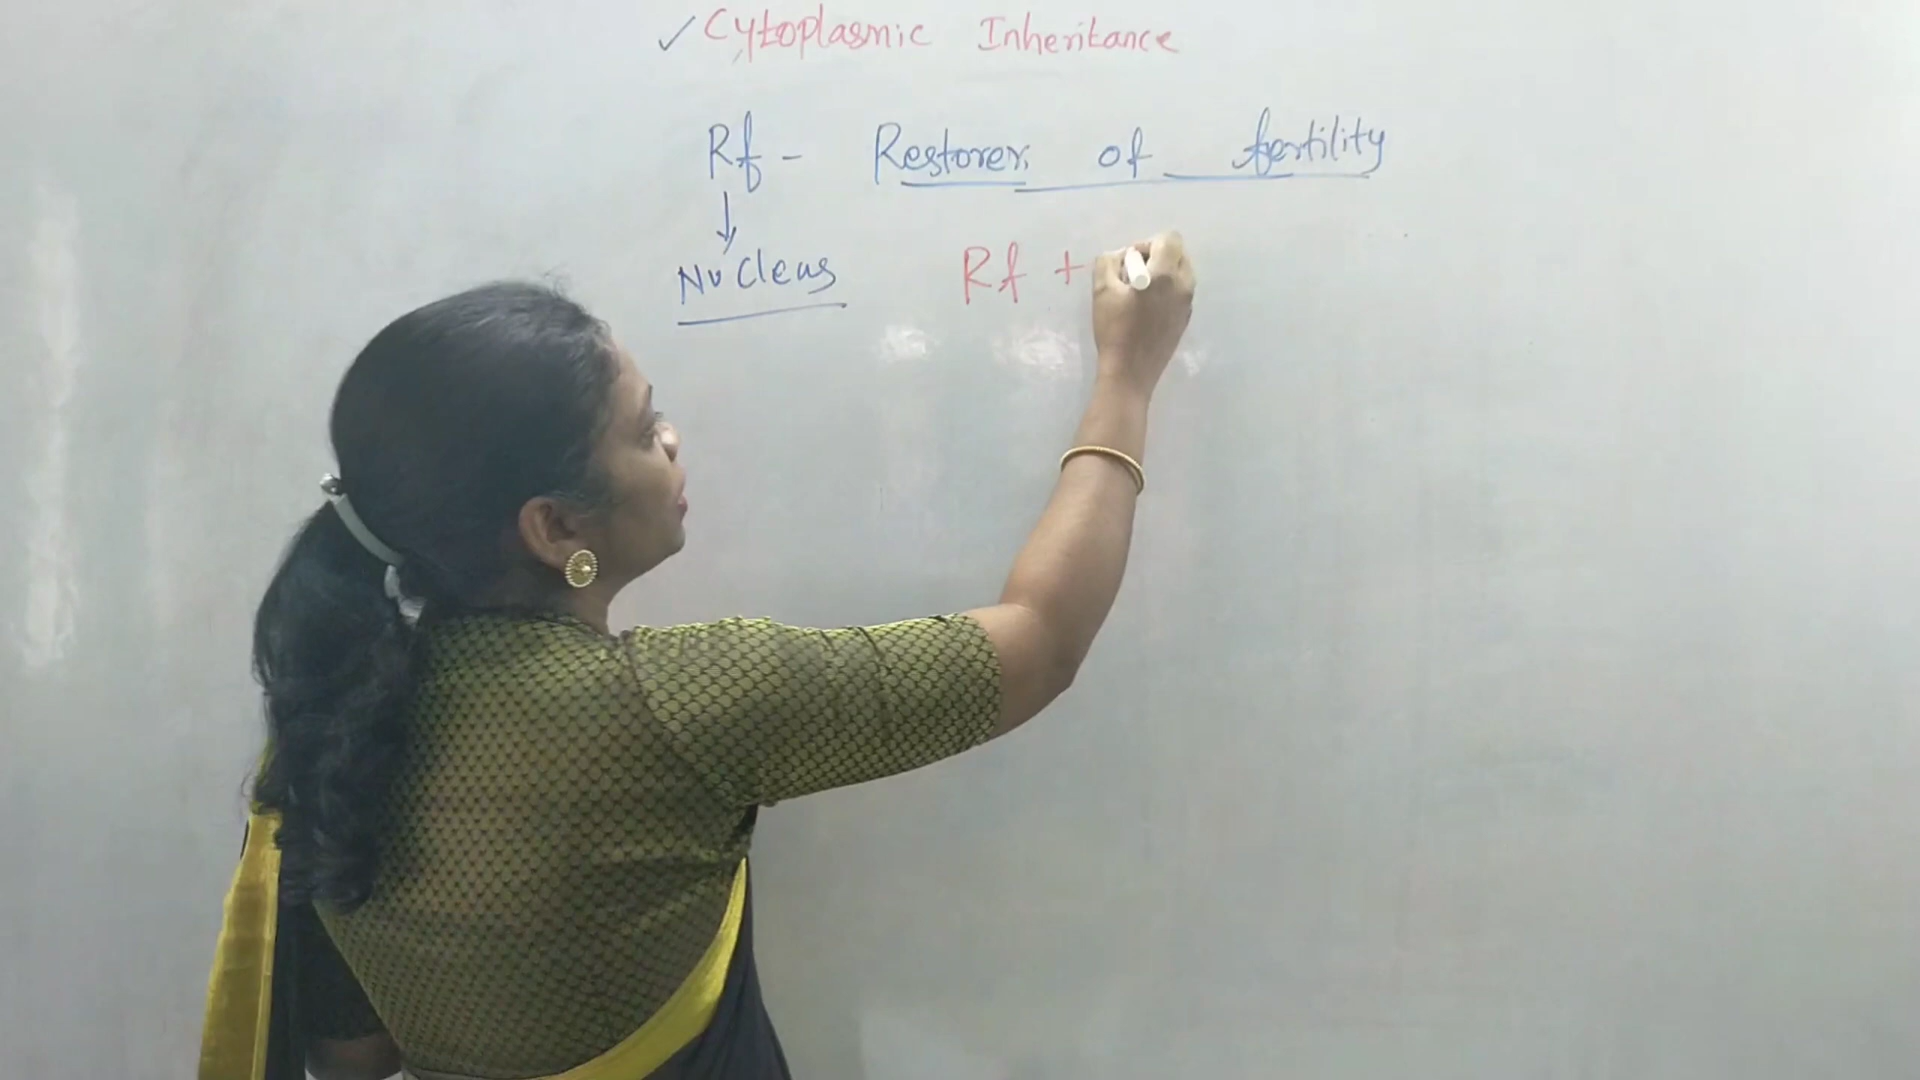 ✓ Cytoplasmic Inheritance
Rf - Restorer of fertility
↓
Nucleus
Rf +